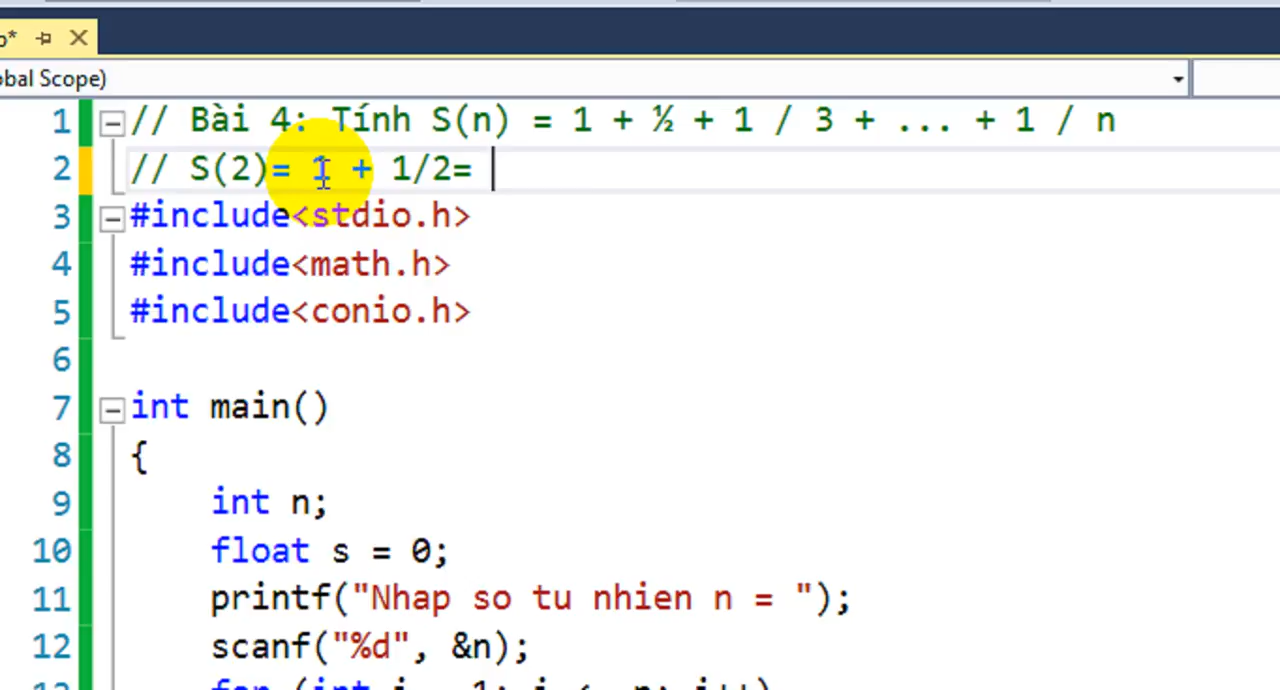 o*
obal Scope)
1 // Bài 4: Tính S(n) = 1 + ½ + 1 / 3 + ... + 1 / n
2 // S(2)= 1 + 1/2=
3 #include<stdio.h>
4 #include<math.h>
5 #include<conio.h>
6
7 int main()
8 {
9 int n;
10 float s = 0;
11 printf("Nhap so tu nhien n = ");
12 scanf("%d", &n);